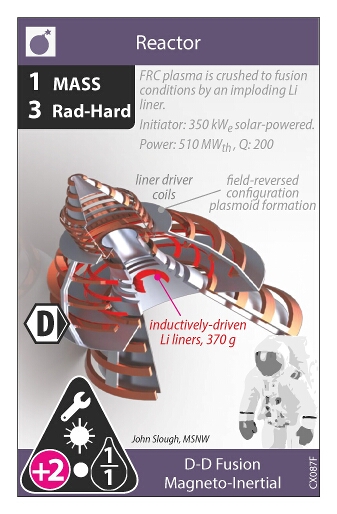 Reactor
1 MASS
3 Rad-Hard
FRC plasma is crushed to fusion
conditions by an imploding Li
liner.
Initiator: 350 kWe solar-powered.
Power: 510 MWth, Q: 200
liner driver
coils
field-reversed
configuration
plasmoid formation
D
inductively-driven
Li liners, 370 g
+2
1
1
John Slough, MSNW
D-D Fusion
Magneto-Inertial
CX087F